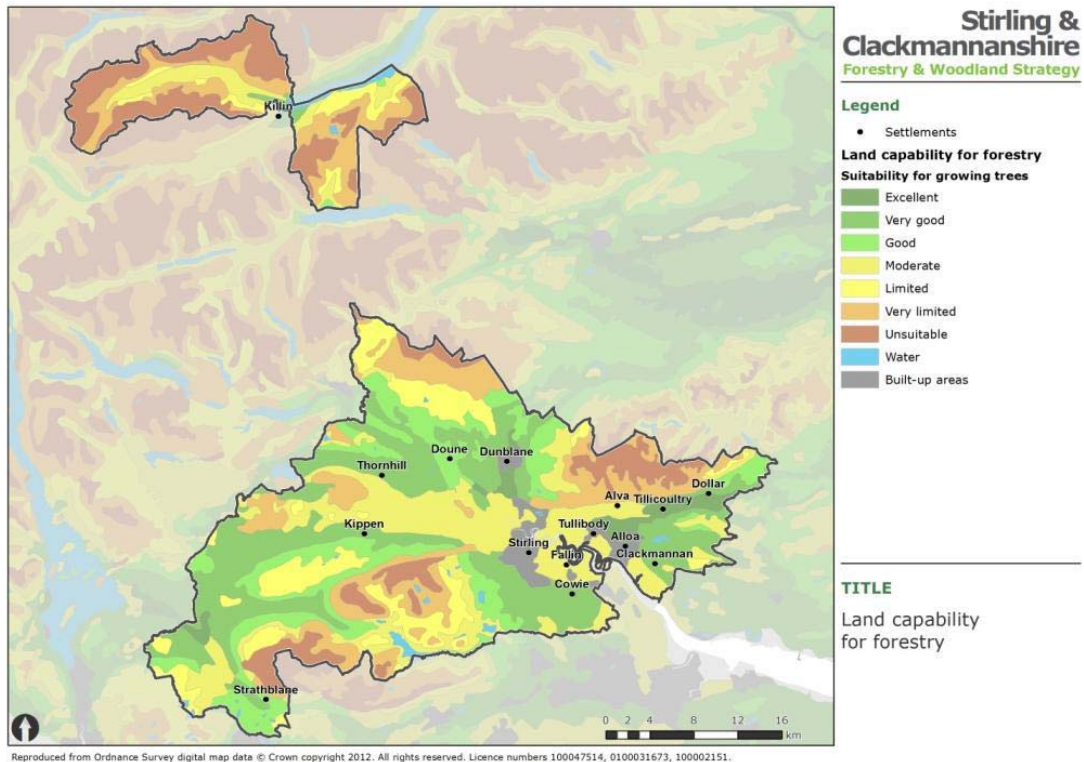 Stirling &
Clackmannanshire
Forestry & Woodland Strategy
Legend
Settlements
Land capability for forestry
Suitability for growing trees
Excellent
Very good
Good
Moderate
Limited
Very limited
Unsuitable
Water
Built-up areas
TITLE
Land capability
for forestry
Killin
Doune
Dunblane
Thornhill
Dollar
Alva
Tillicoultry
Kippen
Tullibody
Alloa
Stirling
Fallin
Clackmannan
Cowie
Strathblane
0 2 4 8 12 16
km
Reproduced from Ordnance Survey digital map data © Crown copyright 2012. All rights reserved. Licence numbers 100047514, 0100031673, 100002151.